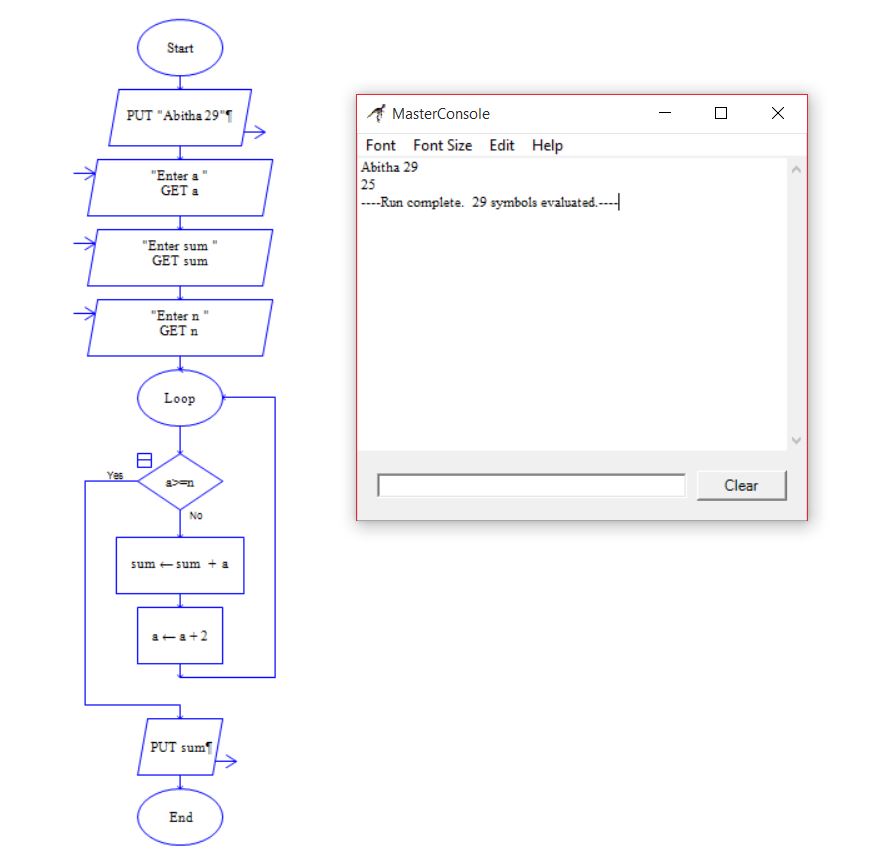 Start
PUT "Abitha 29"¶
"Enter a "
GET a
"Enter sum "
GET sum
"Enter n "
GET n
Loop
Yes
a>=n
No
sum ← sum + a
a ← a + 2
PUT sum¶
End
MasterConsole
Font Font Size Edit Help
Abitha 29
25
----Run complete. 29 symbols evaluated.----
Clear